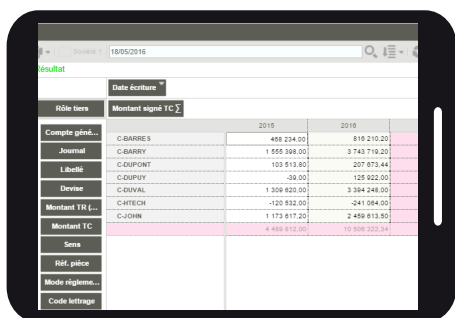 Société 1
18/05/2016
Résultat
Date écriture
Rôle tiers
Montant signé TC ∑
Compte géné...
Journal
Libellé
Devise
Montant TR (...
Montant TC
Sens
Réf. pièce
Mode règleme...
Code lettrage
2015 2016
C-BARRES 468 234,00 816 210,20
C-BARRY 1 555 398,00 3 743 719,20
C-DUPONT 103 513,80 207 673,44
C-DUPUY -39,00 125 922,00
C-DUVAL 1 309 620,00 3 394 248,00
C-HTECH -120 532,00 -241 064,00
C-JOHN 1 173 617,20 2 459 613,50
4 489 812,00 10 506 322,34